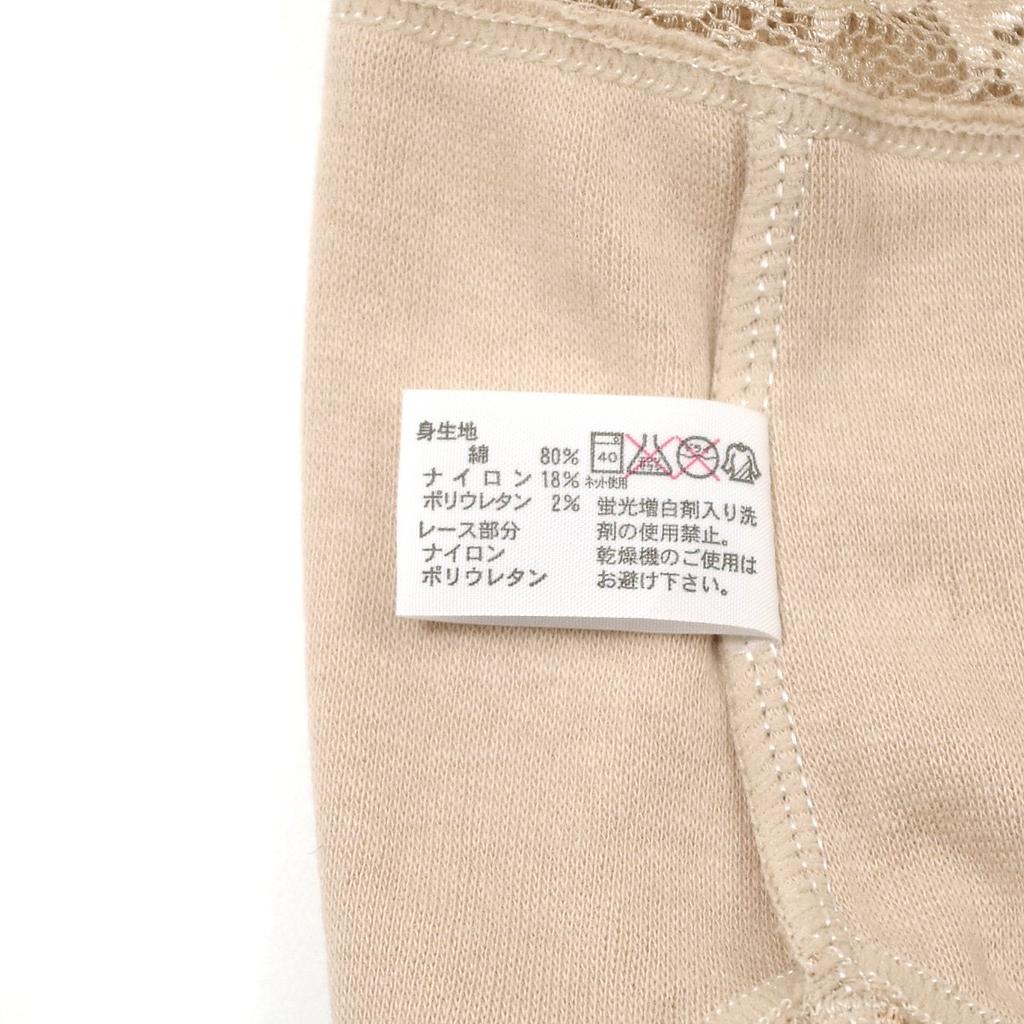 身生地
綿 80%
ナイロン 18%
ポリウレタン 2%
レース部分
ナイロン
ポリウレタン
40
ネット使用
蛍光増白剤入り洗
剤の使用禁止。
乾燥機のご使用は
お避け下さい。